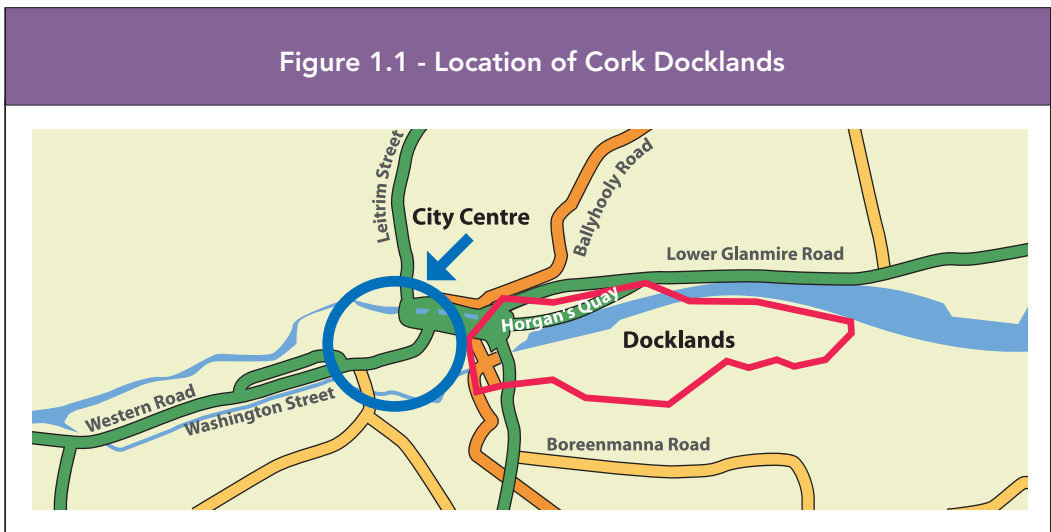 Figure 1.1 - Location of Cork Docklands
Leitrim Street
Ballyhooly Road
City Centre
Lower Glanmire Road
Horgan's Quay
Docklands
Western Road
Washington Street
Boreenmanna Road